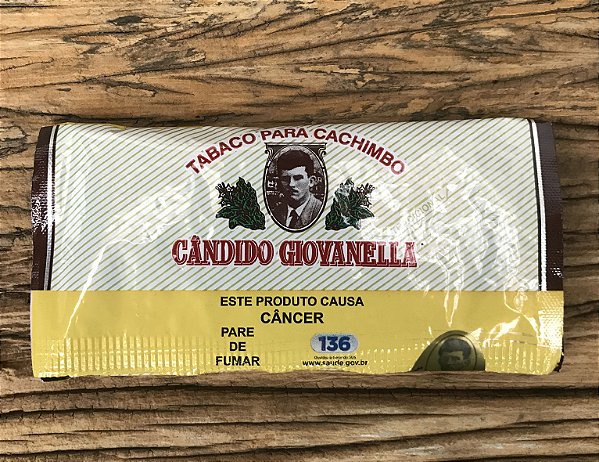 TABACO PARA CACHIMBO
CÂNDIDO GIOVANELLA
ESTE PRODUTO CAUSA
CÂNCER
PARE
DE
FUMAR
136
www.saude.gov.br